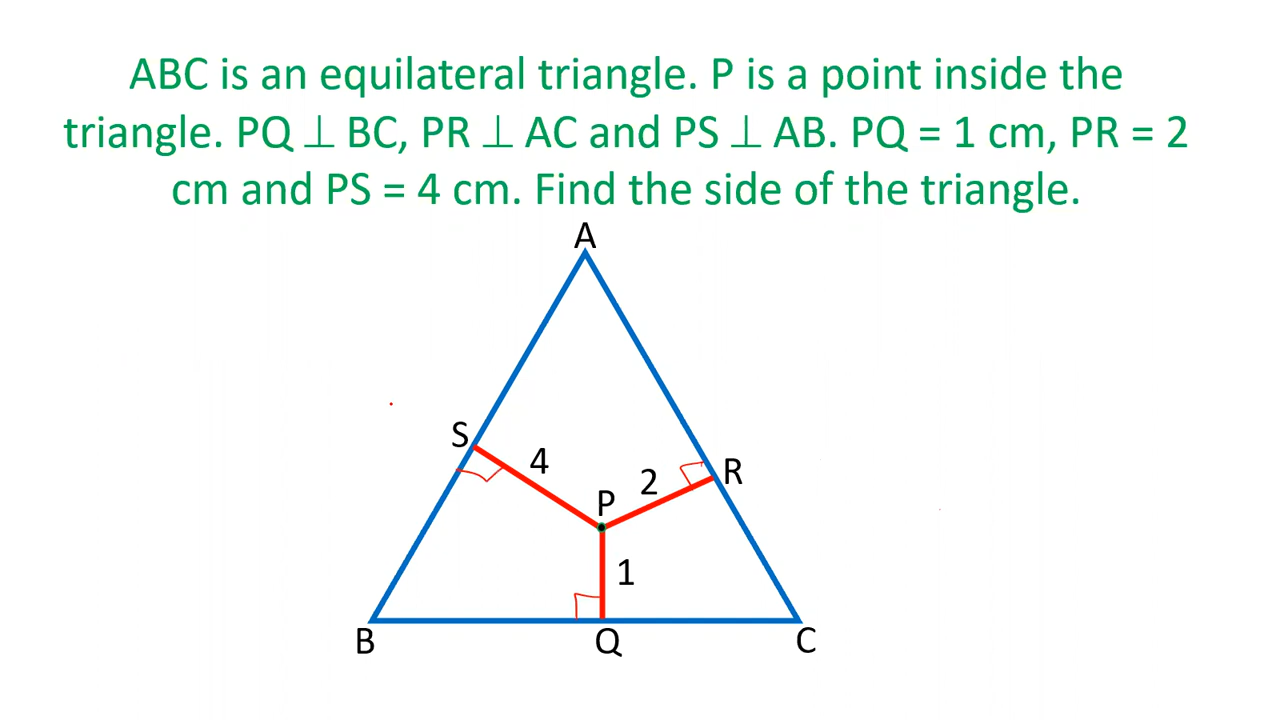 ABC is an equilateral triangle. P is a point inside the
triangle. PQ ⊥ BC, PR ⊥ AC and PS ⊥ AB. PQ = 1 cm, PR = 2
cm and PS = 4 cm. Find the side of the triangle.
A
S
4
2
R
P
1
B
Q
C